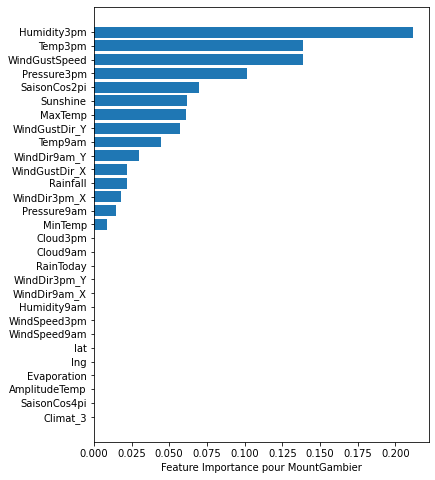 Humidity3pm
Temp3pm
WindGustSpeed
Pressure3pm
SaisonCos2pi
Sunshine
MaxTemp
WindGustDir_Y
Temp9am
WindDir9am_Y
WindGustDir_X
Rainfall
WindDir3pm_X
Pressure9am
MinTemp
Cloud3pm
Cloud9am
RainToday
WindDir3pm_Y
WindDir9am_X
Humidity9am
WindSpeed3pm
WindSpeed9am
lat
lng
Evaporation
AmplitudeTemp
SaisonCos4pi
Climat_3
0.000 0.025 0.050 0.075 0.100 0.125 0.150 0.175 0.200
Feature Importance pour MountGambier